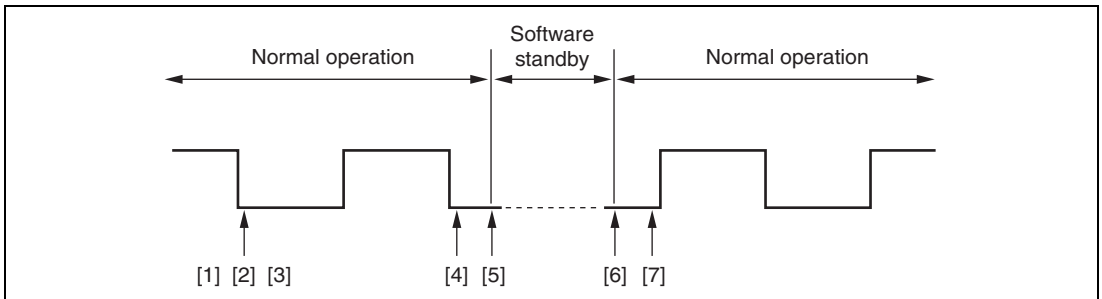 Software
standby
Normal operation
Normal operation
[1] [2] [3]
[4] [5]
[6] [7]